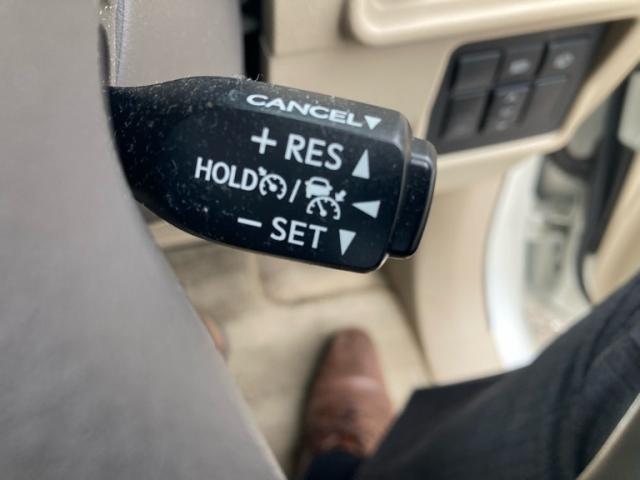 CANCEL▼
+ RES ▲
HOLD / ◀
− SET ▼